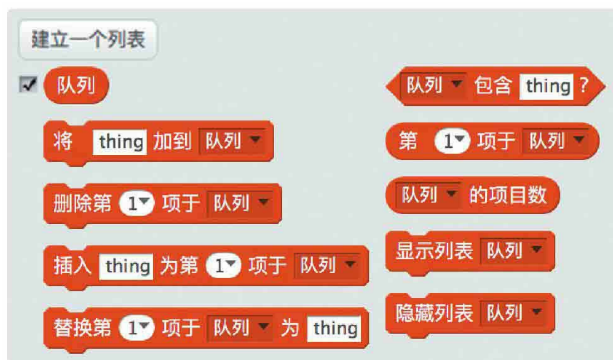 建立一个列表
队列
将 thing 加到 队列
删除第 1 项于 队列
插入 thing 为第 1 项于 队列
替换第 1 项于 队列 为 thing
队列 包含 thing ?
第 1 项于 队列
队列 的项目数
显示列表 队列
隐藏列表 队列